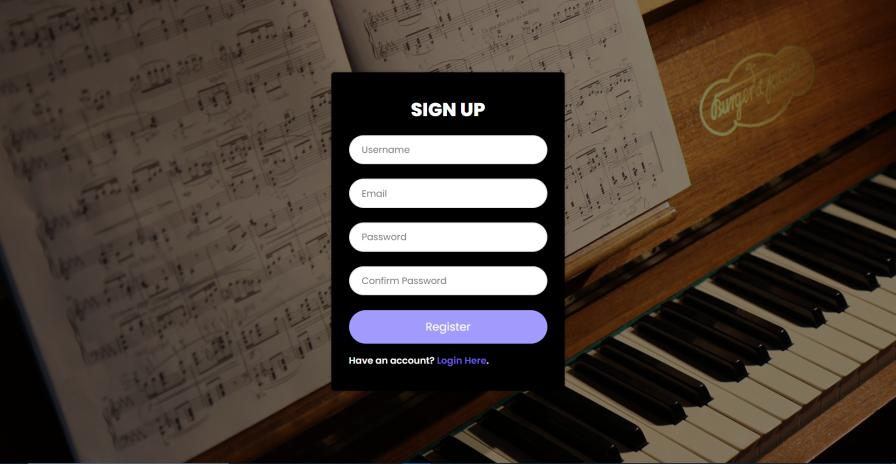 SIGN UP
Username
Email
Password
Confirm Password
Register
Have an account? Login Here.